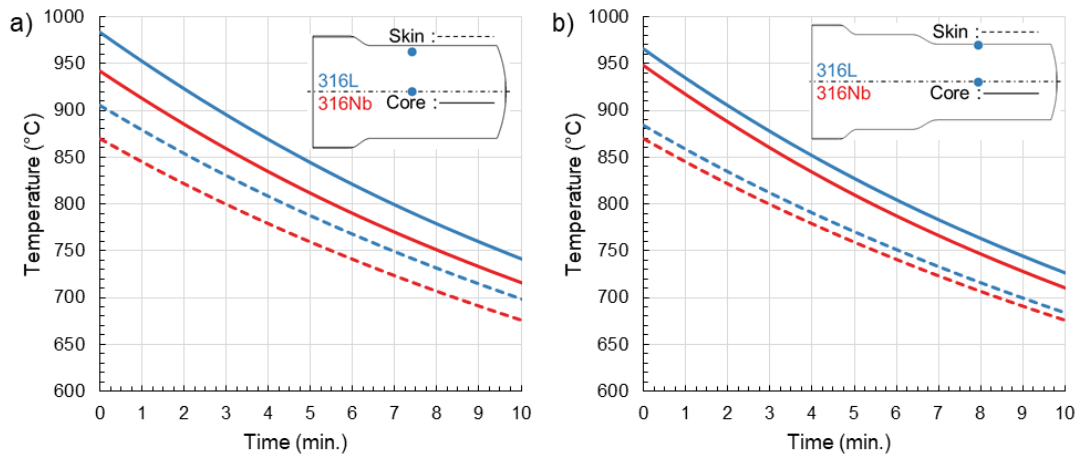 a)
1000
950
900
850
800
750
700
650
600
Temperature (°C)
0 1 2 3 4 5 6 7 8 9 10
Time (min.)
Skin :
316L
316Nb
Core :
b)
1000
950
900
850
800
750
700
650
600
Temperature (°C)
0 1 2 3 4 5 6 7 8 9 10
Time (min.)
Skin :
316L
316Nb
Core :